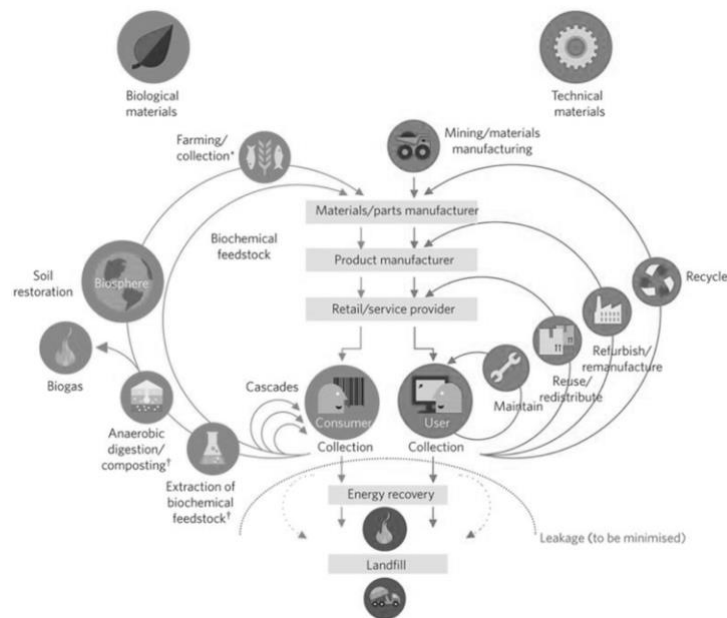 Biological
materials
Technical
materials
Farming/
collection*
Mining/materials
manufacturing
Materials/parts manufacturer
Biochemical
feedstock
Product manufacturer
Soil
restoration
Biosphere
Recycle
Retail/service provider
Biogas
Refurbish/
remanufacture
Reuse/
redistribute
Maintain
Cascades
Consumer
User
Anaerobic
digestion/
composting†
Collection
Collection
Extraction of
biochemical
feedstock†
Energy recovery
Leakage (to be minimised)
Landfill